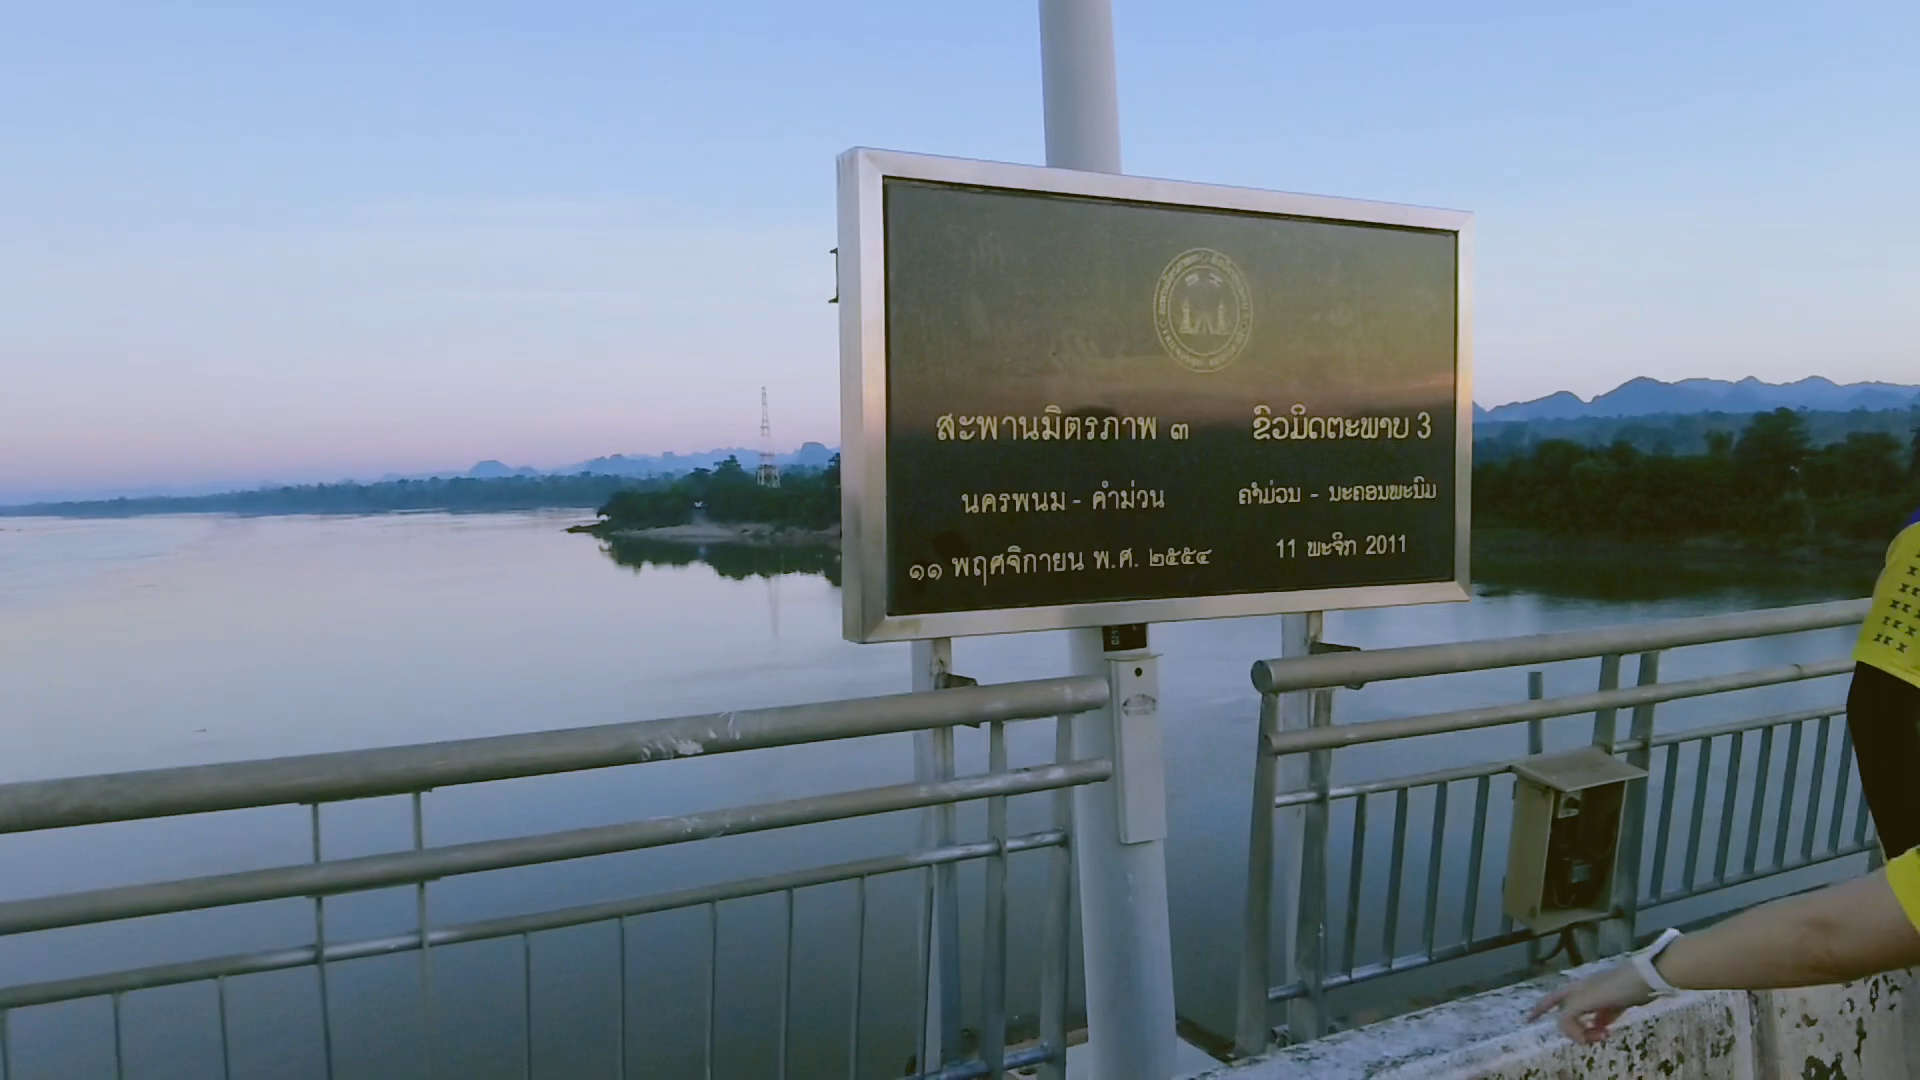 สะพานมิตรภาพ ๓
นครพนม - คำม่วน
๑๑ พฤศจิกายน พ.ศ. ๒๕๕๔
ຂົວມິດຕະພາບ 3
ຄຳມ່ວນ - ນະຄອນພະນົມ
11 ພະຈິກ 2011